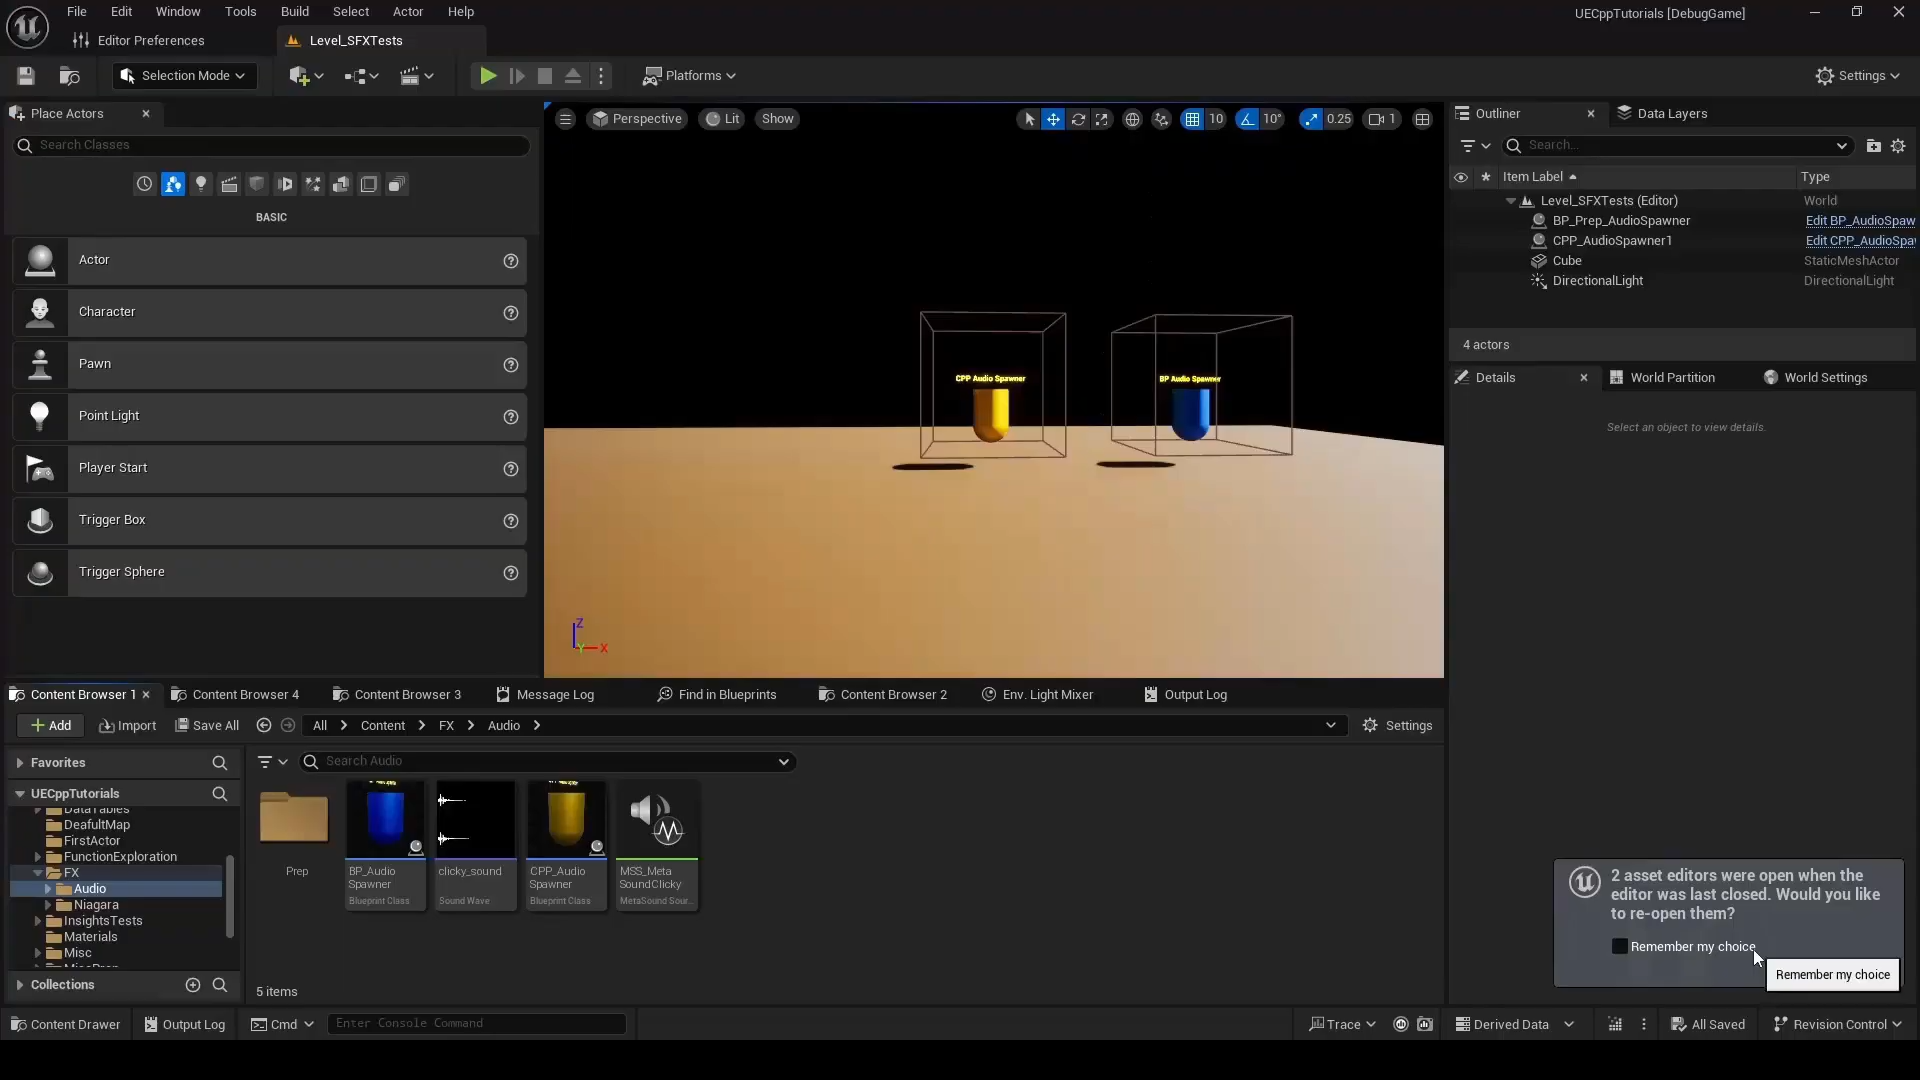 File Edit Window Tools Build Select Actor Help
UECppTutorials [DebugGame]
Editor Preferences
Level_SFXTests
Selection Mode
Platforms
Settings
Place Actors
Search Classes
BASIC
Actor
Character
Pawn
Point Light
Player Start
Trigger Box
Trigger Sphere
Perspective Lit Show
10 10° 0.25 1
CPP Audio Spawner
BP Audio Spawner
Z
Y X
Outliner
Data Layers
Search...
Item Label Type
Level_SFXTests (Editor) World
BP_Prep_AudioSpawner Edit BP_AudioSpaw
CPP_AudioSpawner1 Edit CPP_AudioSpa
Cube StaticMeshActor
DirectionalLight DirectionalLight
4 actors
Details
World Partition
World Settings
Select an object to view details.
Content Browser 1
Content Browser 4
Content Browser 3
Message Log
Find in Blueprints
Content Browser 2
Env. Light Mixer
Output Log
Add Import Save All All Content FX Audio
Settings
Favorites
UECppTutorials
DataTables
DeafultMap
FirstActor
FunctionExploration
FX
Audio
Niagara
InsightsTests
Materials
Misc
Collections
Search Audio
Prep
BP_Audio
Spawner
Blueprint Class
clicky_sound
Sound Wave
CPP_Audio
Spawner
Blueprint Class
MSS_Meta
SoundClicky
MetaSound Sour...
5 items
2 asset editors were open when the
editor was last closed. Would you like
to re-open them?
Remember my choice
Remember my choice
Content Drawer
Output Log
Cmd
Enter Console Command
Trace
Derived Data
All Saved
Revision Control